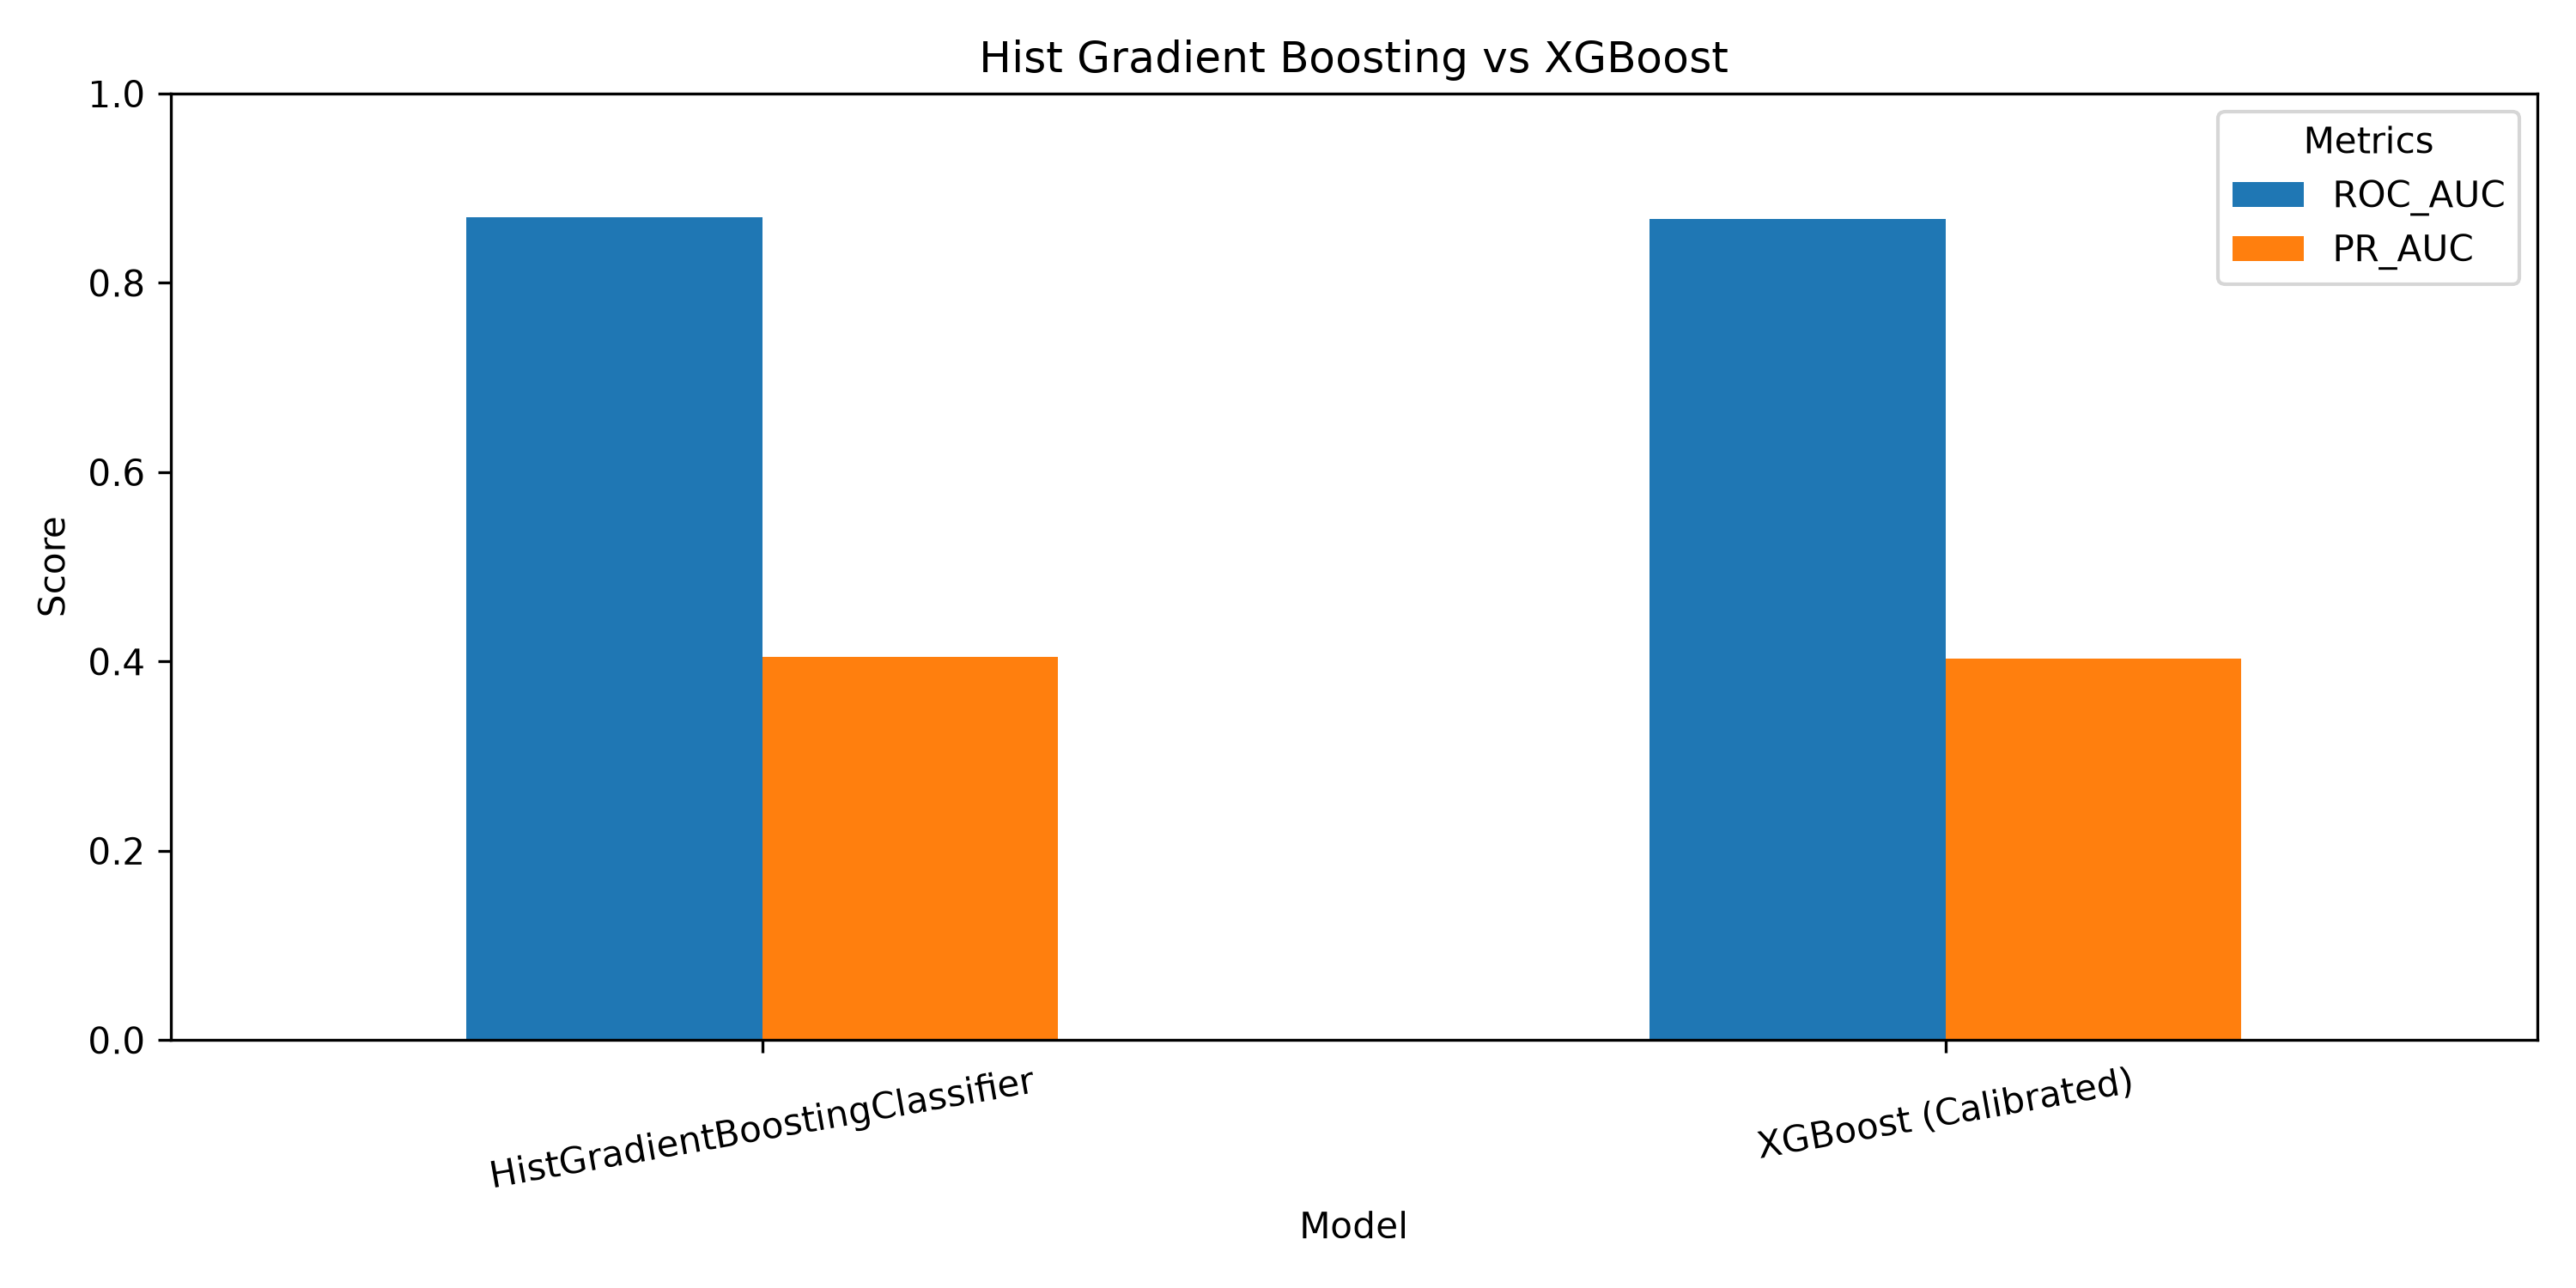 Hist Gradient Boosting vs XGBoost
1.0
0.8
0.6
0.4
0.2
0.0
Score
Metrics
ROC_AUC
PR_AUC
HistGradientBoostingClassifier
XGBoost (Calibrated)
Model